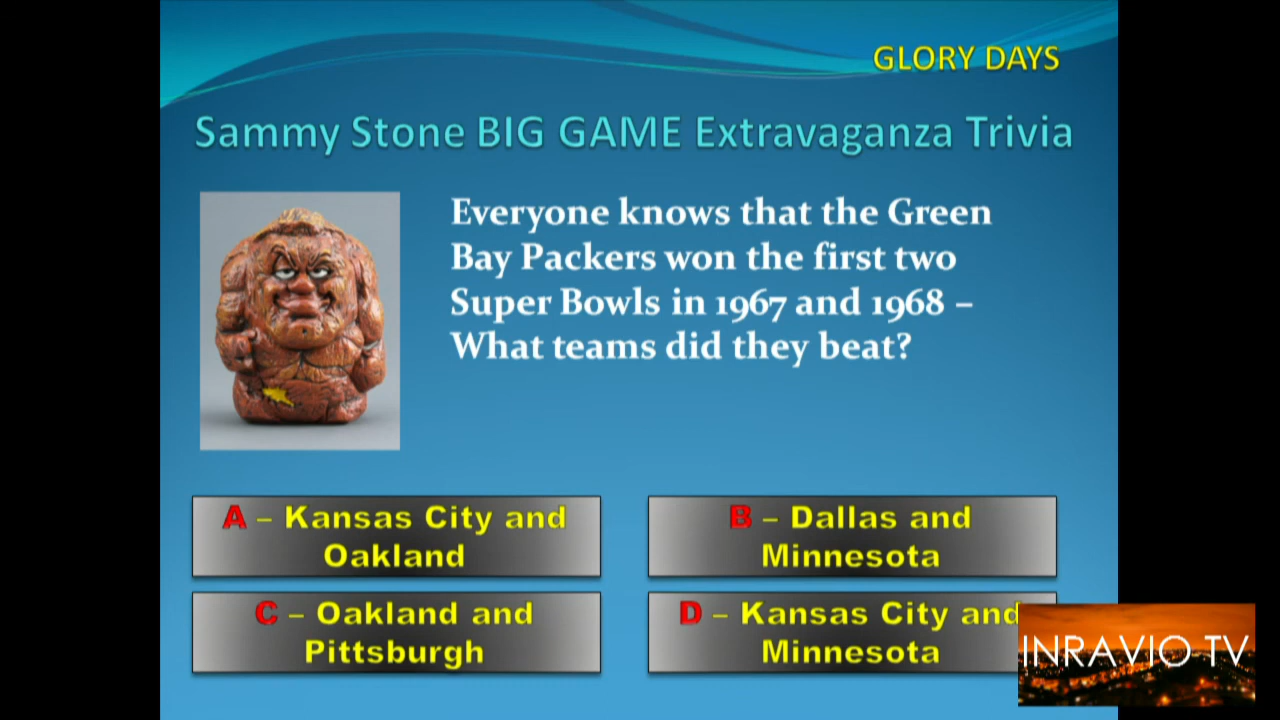 GLORY DAYS
Sammy Stone BIG GAME Extravaganza Trivia
Everyone knows that the Green
Bay Packers won the first two
Super Bowls in 1967 and 1968 –
What teams did they beat?
A – Kansas City and
Oakland
B – Dallas and
Minnesota
C – Oakland and
Pittsburgh
D – Kansas City and
Minnesota
INRAVIO TV